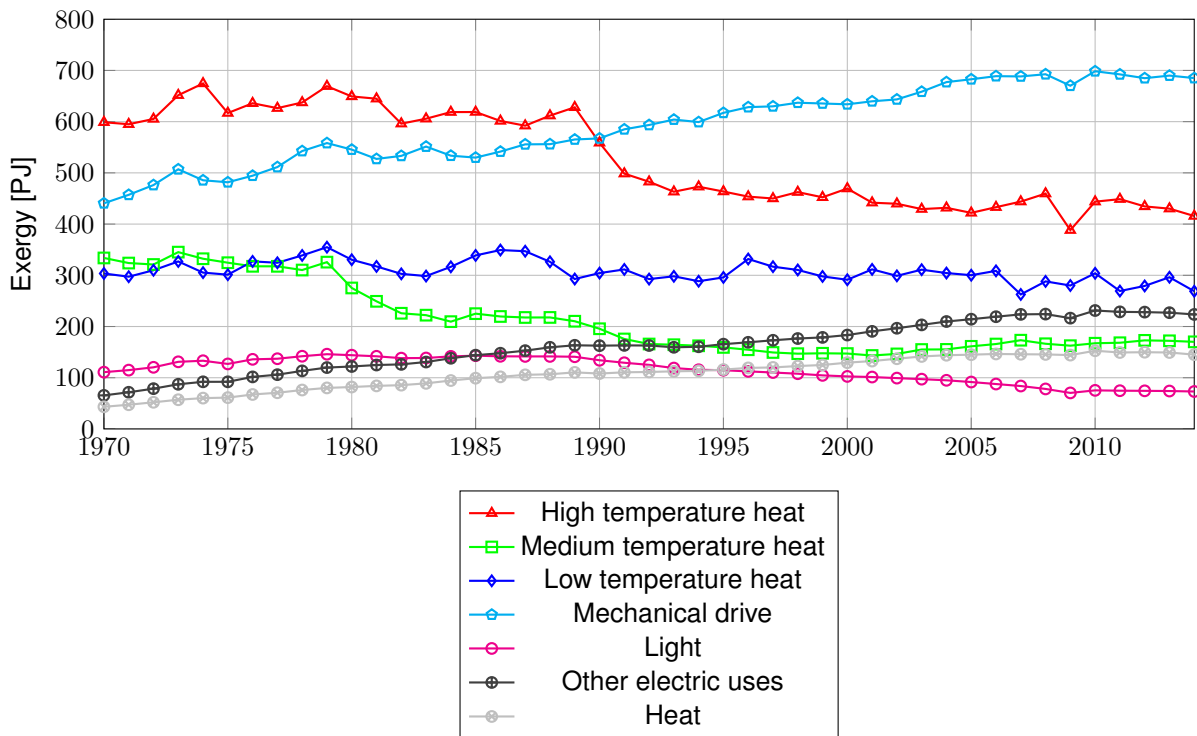 800
700
600
500
400
300
200
100
0
Exergy [PJ]
1970 1975 1980 1985 1990 1995 2000 2005 2010
High temperature heat
Medium temperature heat
Low temperature heat
Mechanical drive
Light
Other electric uses
Heat